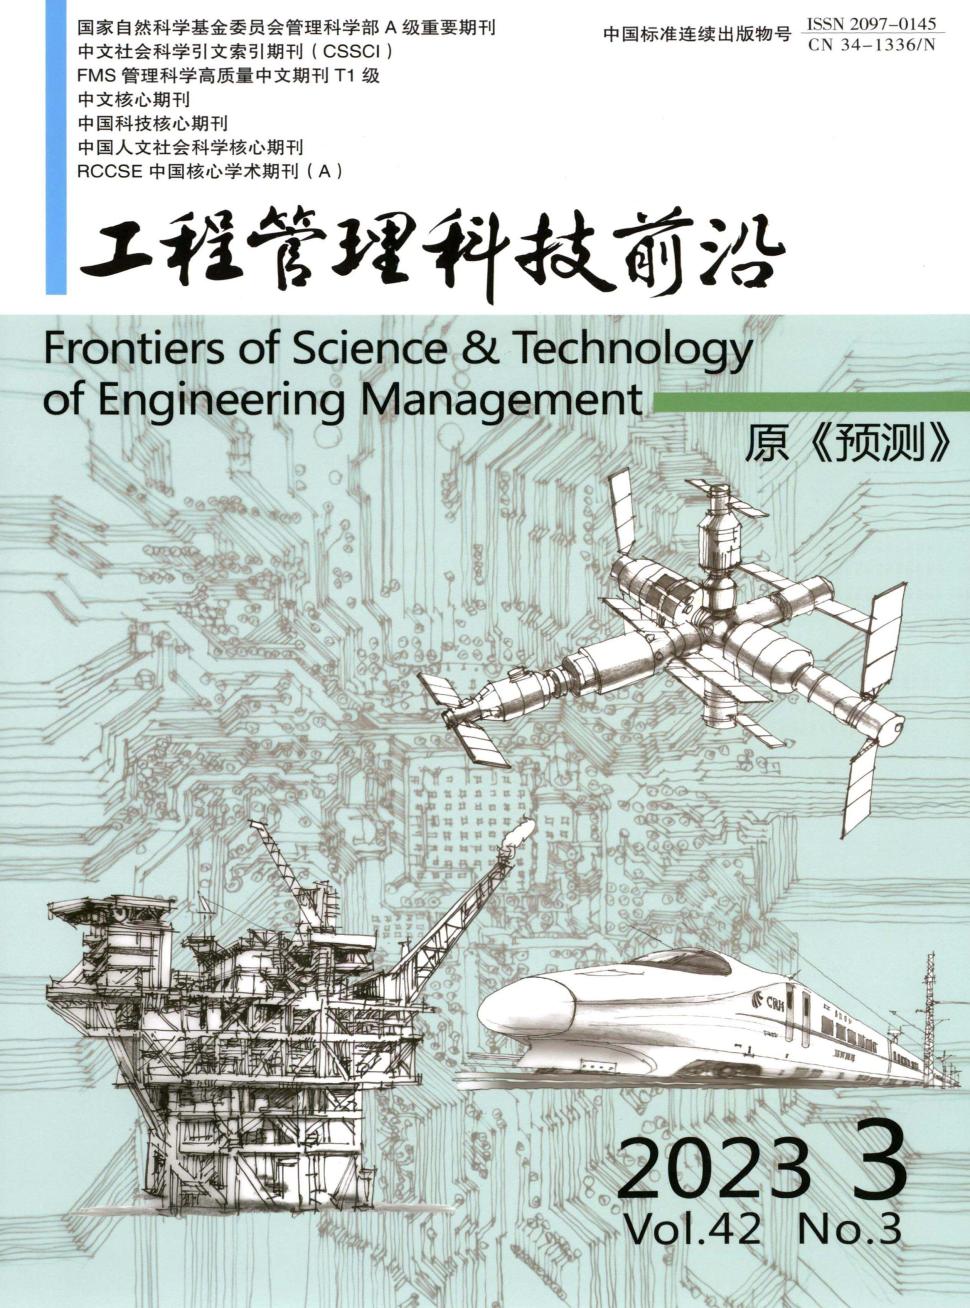 国家自然科学基金委员会管理科学部 A 级重要期刊
中文社会科学引文索引期刊（CSSCI）
FMS 管理科学高质量中文期刊 T1 级
中文核心期刊
中国科技核心期刊
中国人文社会科学核心期刊
RCCSE 中国核心学术期刊（A）
中国标准连续出版物号
ISSN 2097-0145
CN 34-1336/N
工程管理科技前沿
Frontiers of Science & Technology
of Engineering Management
原《预测》
CRH
2023 3
Vol.42 No.3